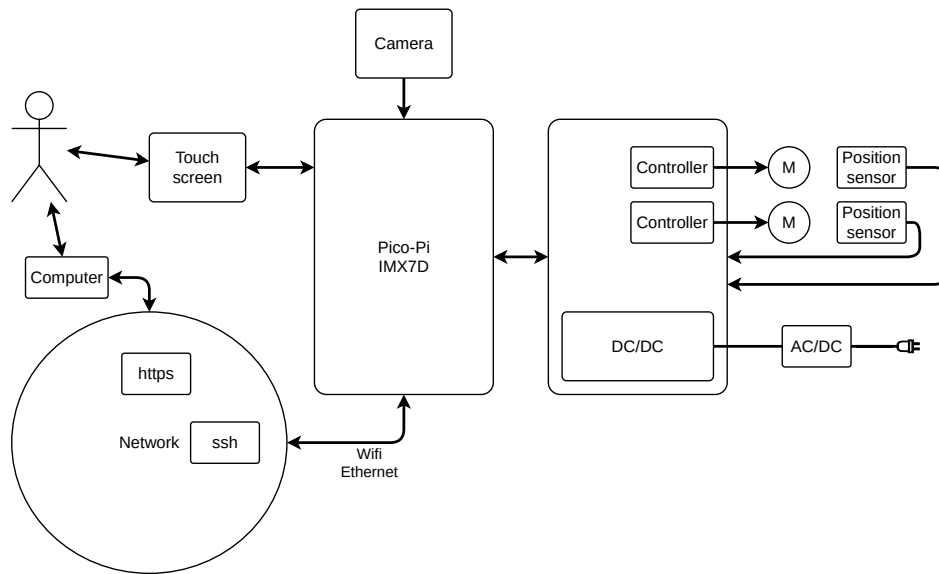 Camera
Touch
screen
Controller
M
Position
sensor
Controller
M
Position
sensor
Pico-Pi
IMX7D
Computer
DC/DC
AC/DC
https
Network
ssh
Wifi
Ethernet